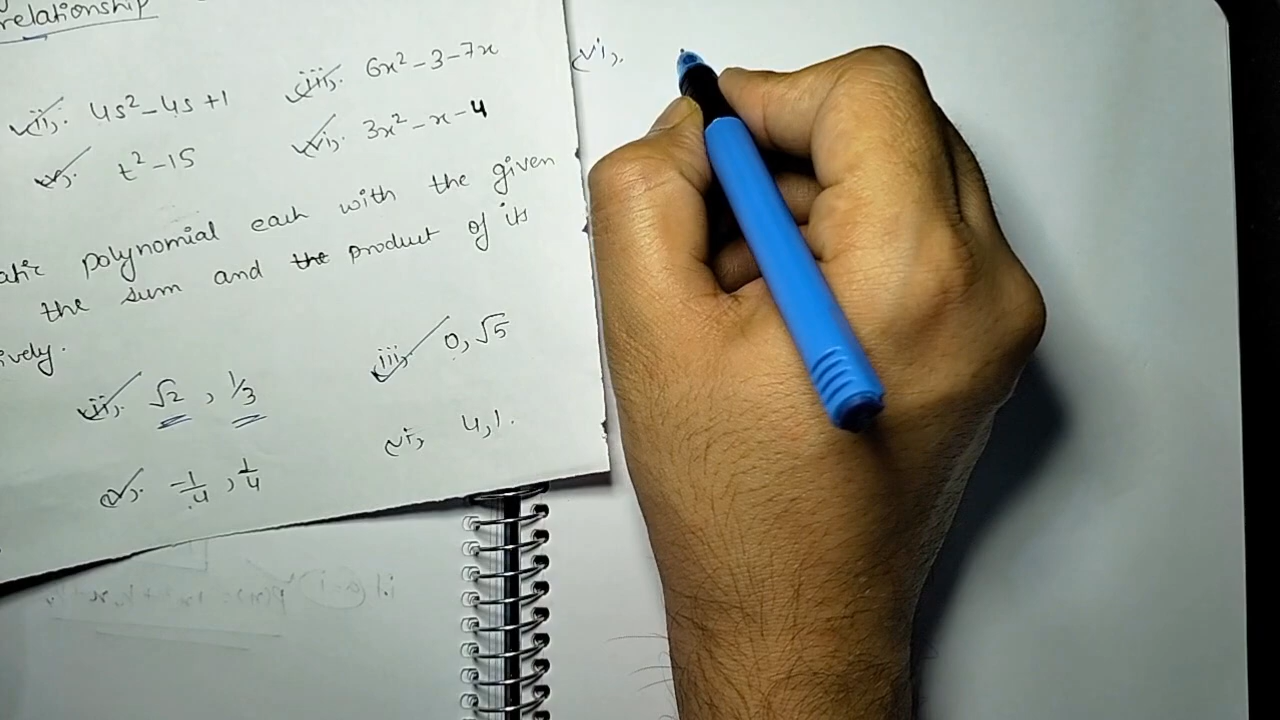 relationship
ii). 4s² - 4s + 1
iii). 6x² - 3 - 7x
v). t² - 15
vi). 3x² - x - 4
atic polynomial each with the given
the sum and the product of its
ively.
ii). √2 , 1/3
iii). 0, √5
v). -1/4 , 1/4
vi), 4, 1.
vi).